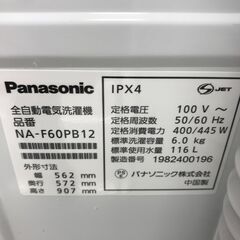 Panasonic
全自動電気洗濯機
品番
NA-F60PB12
外形寸法
幅 562 mm
奥行 572 mm
高さ 907 mm
IPX4
JET
定格電圧 100 V ～
定格周波数 50/60 Hz
定格消費電力 400/445 W
標準洗濯容量 6.0 kg
標準使用水量 116 L
製造番号 1982400196
パナソニック株式会社
中国製